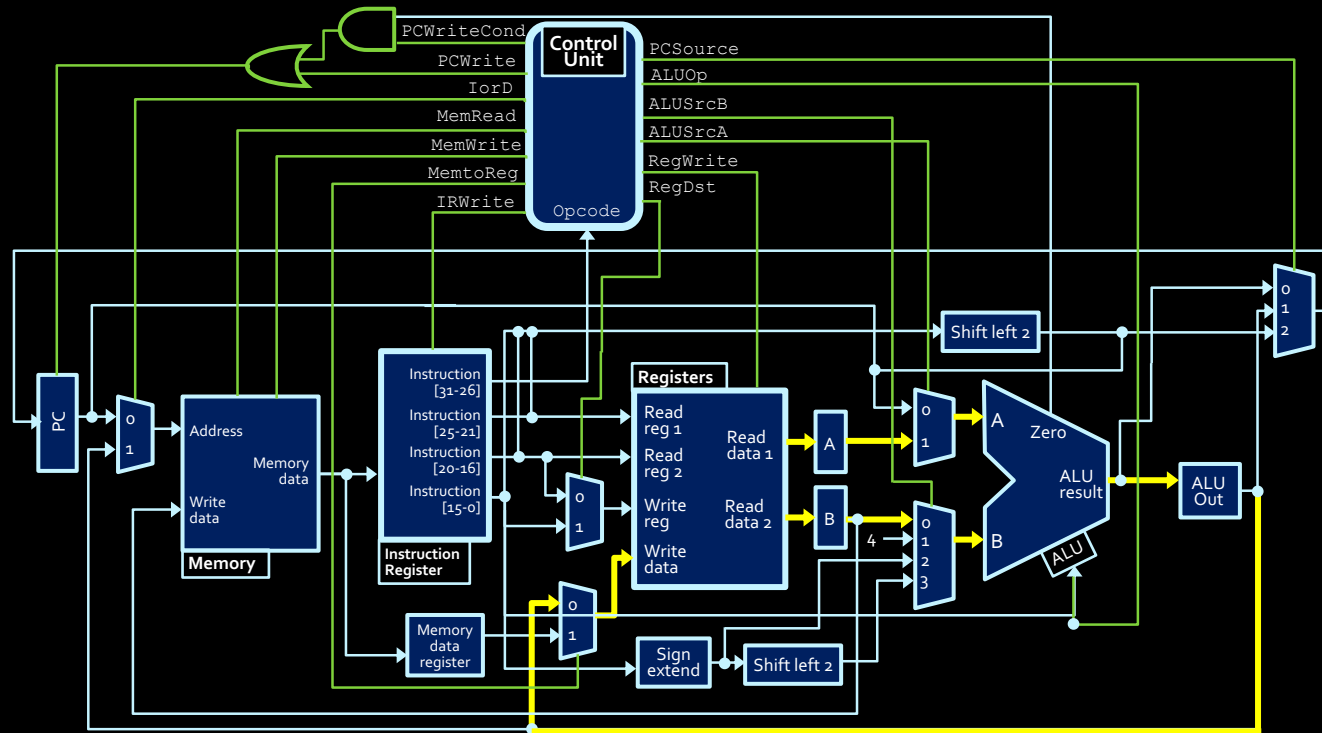 PCWriteCond
PCWrite
IorD
MemRead
MemWrite
MemtoReg
IRWrite
Control
Unit
Opcode
PCSource
ALUOp
ALUSrcB
ALUSrcA
RegWrite
RegDst
PC
0
1
Address
Memory
data
Write
data
Memory
Instruction
[31-26]
Instruction
[25-21]
Instruction
[20-16]
Instruction
[15-0]
Instruction
Register
Memory
data
register
0
1
0
1
Registers
Read
reg 1
Read
reg 2
Write
reg
Write
data
Read
data 1
Read
data 2
Sign
extend
Shift left 2
A
B
0
1
4
0
1
2
3
Shift left 2
A
B
Zero
ALU
result
ALU
ALU
Out
0
1
2